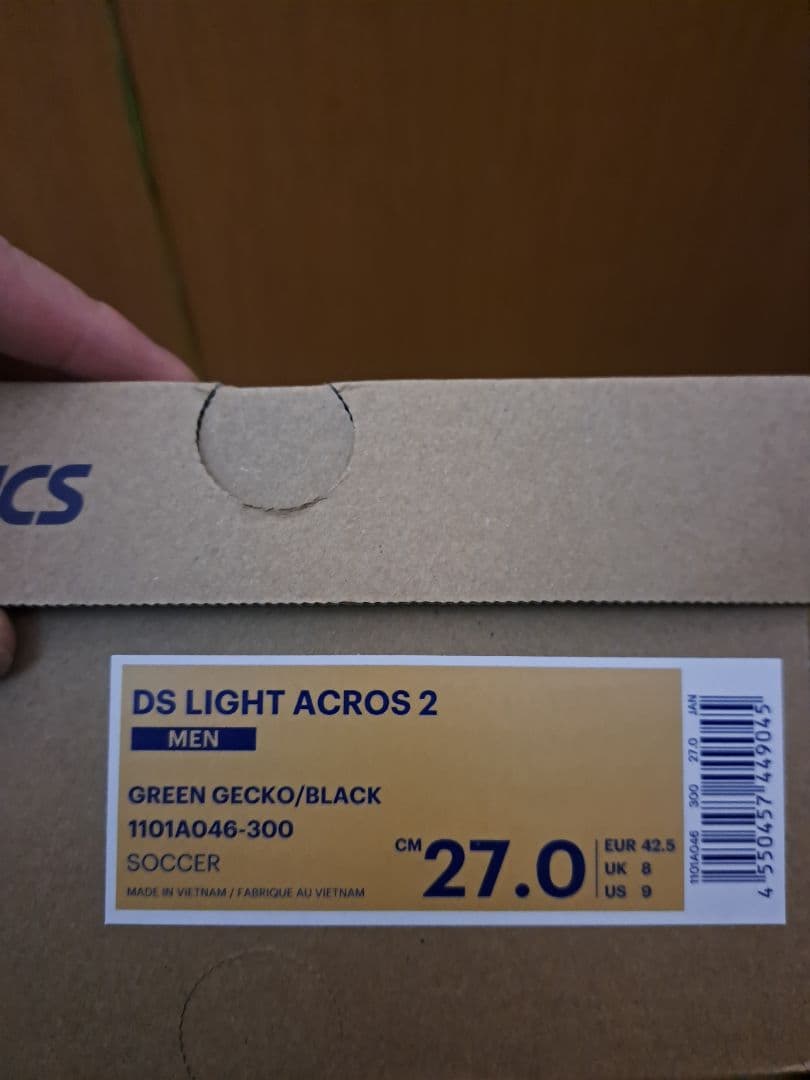 CS
DS LIGHT ACROS 2
MEN
GREEN GECKO/BLACK
1101A046-300
SOCCER
MADE IN VIETNAM / FABRIQUE AU VIETNAM
CM 27.0
EUR 42.5
UK 8
US 9
1101A046 300 27.0 JAN
4 550457 449045